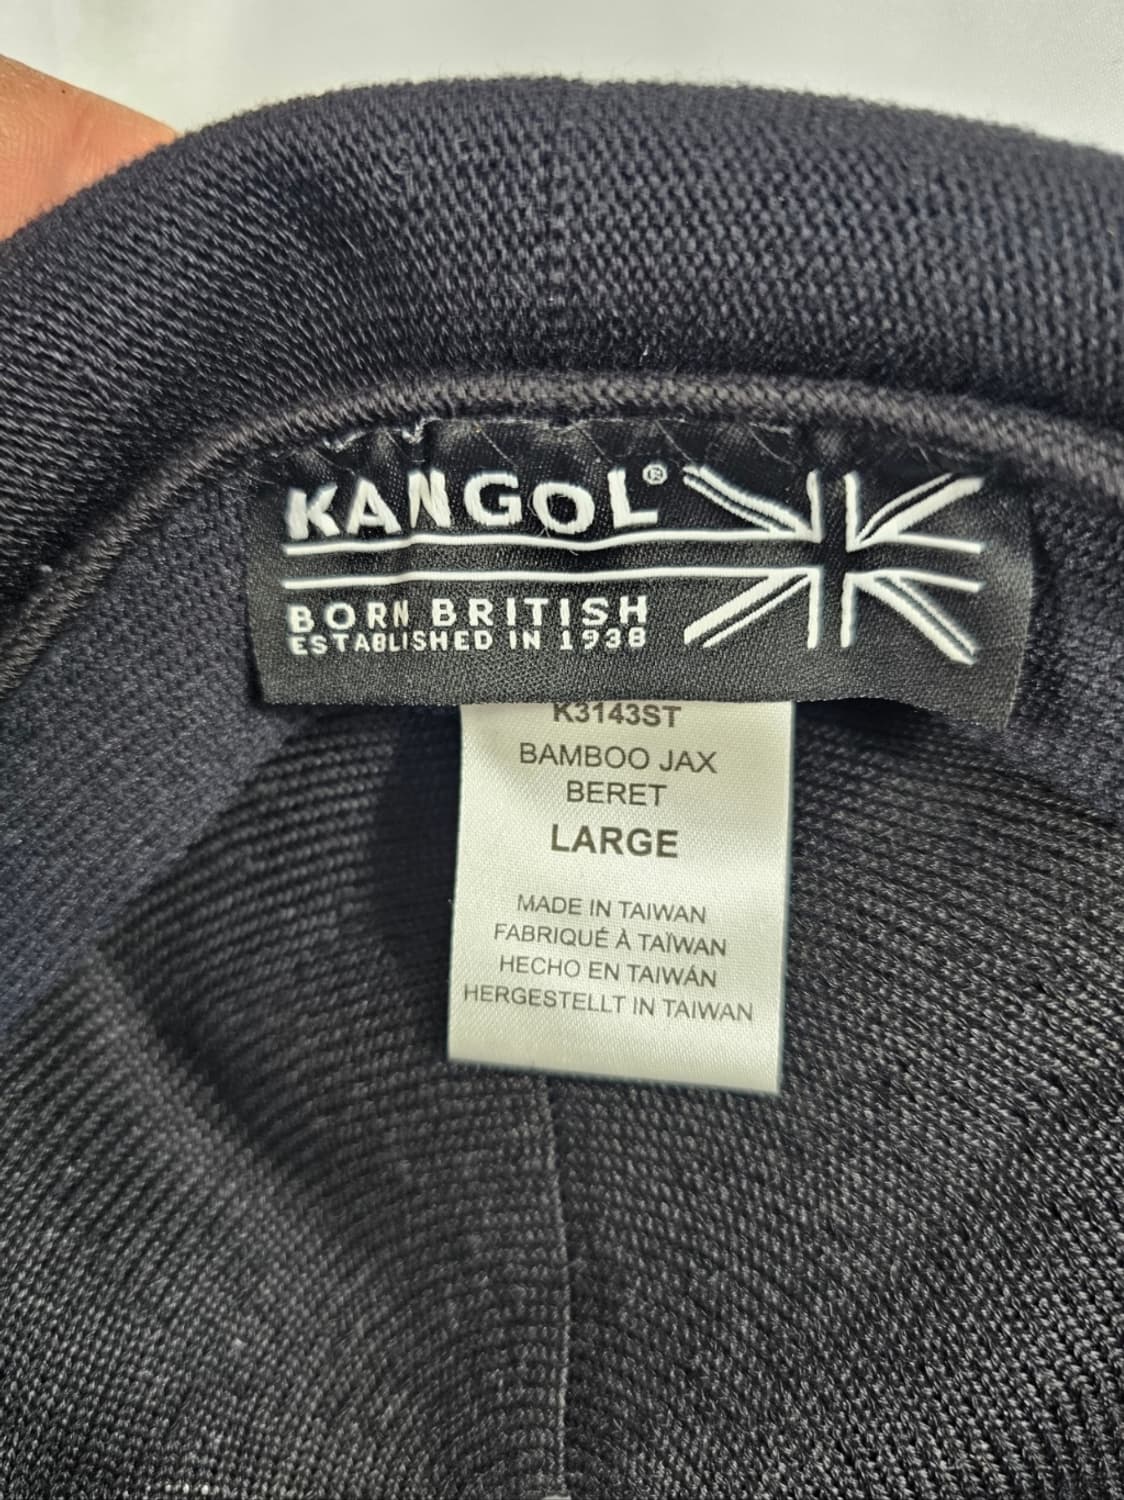 KANGOL®
BORN BRITISH
ESTABLISHED IN 1938
K3143ST
BAMBOO JAX
BERET
LARGE
MADE IN TAIWAN
FABRIQUÉ À TAÏWAN
HECHO EN TAIWÁN
HERGESTELLT IN TAIWAN